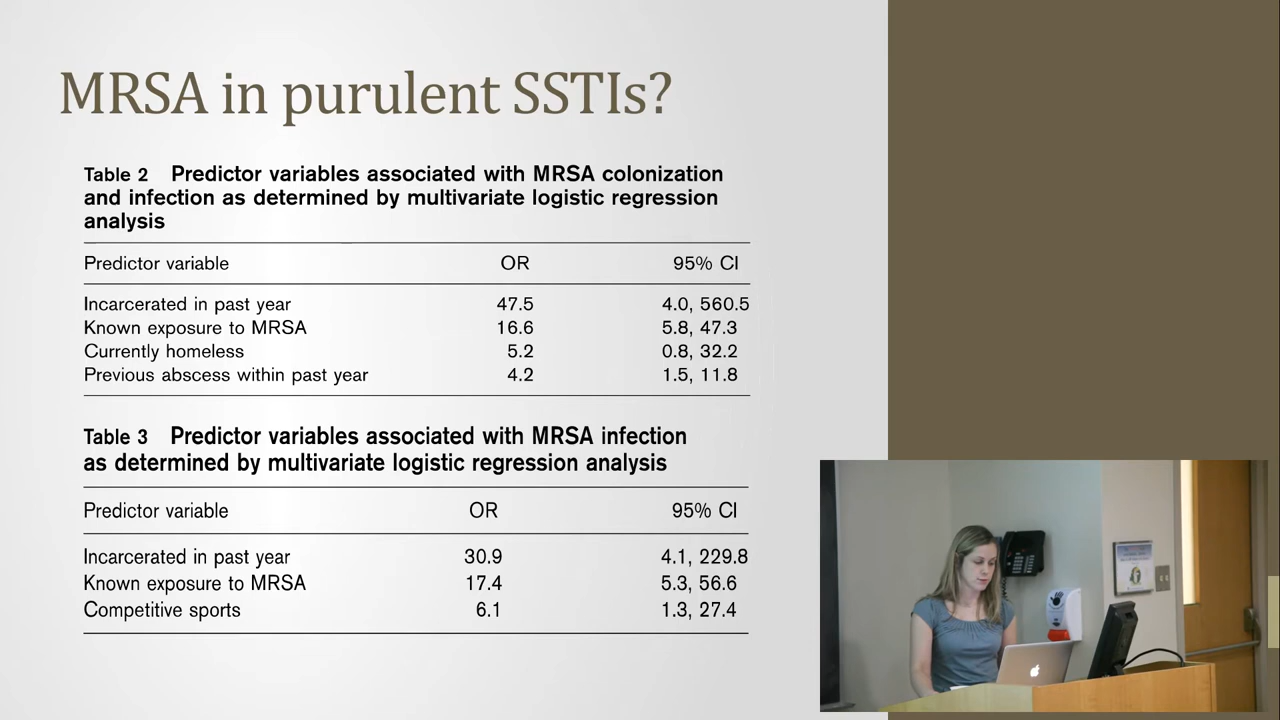 MRSA in purulent SSTIs?
Table 2 Predictor variables associated with MRSA colonization
and infection as determined by multivariate logistic regression
analysis
Predictor variable OR 95% CI
Incarcerated in past year 47.5 4.0, 560.5
Known exposure to MRSA 16.6 5.8, 47.3
Currently homeless 5.2 0.8, 32.2
Previous abscess within past year 4.2 1.5, 11.8
Table 3 Predictor variables associated with MRSA infection
as determined by multivariate logistic regression analysis
Predictor variable OR 95% CI
Incarcerated in past year 30.9 4.1, 229.8
Known exposure to MRSA 17.4 5.3, 56.6
Competitive sports 6.1 1.3, 27.4